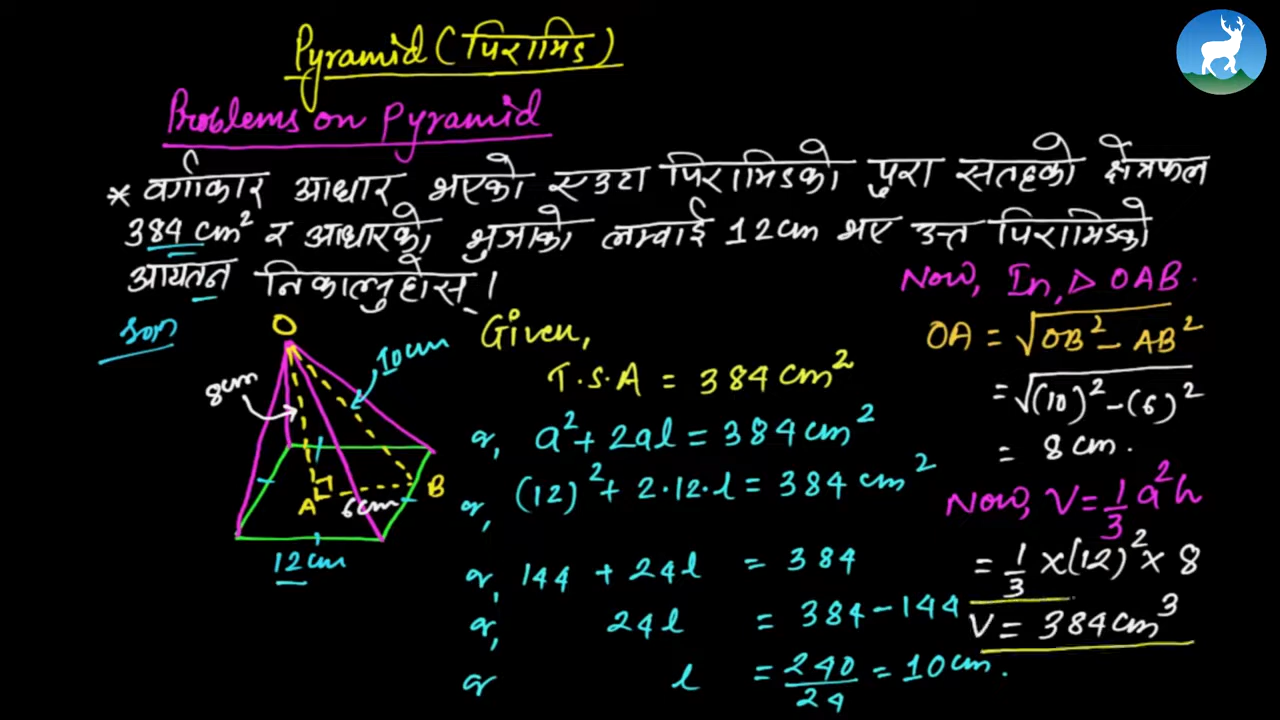 Pyramid (पिरामिड)
Problems on Pyramid
* वर्गाकार आधार भएको एउटा पिरामिडको पुरा सतहको क्षेत्रफल
384 cm² र आधारको भुजाको लम्बाई 12cm भए उक्त पिरामिडको
आयतन निकाल्नुहोस् ।
Soln
O
10cm
8cm
A
6cm
B
12cm
Given,
T.S.A = 384 cm²
or, a² + 2al = 384 cm²
or, (12)² + 2·12·l = 384 cm²
or, 144 + 24l = 384
or, 24l = 384 - 144
or l = 240/24 = 10 cm.
Now, In, △ OAB.
OA = √OB² - AB²
= √(10)² - (6)²
= 8 cm.
Now, V = 1/3 a²h
= 1/3 × (12)² × 8
V = 384 cm³